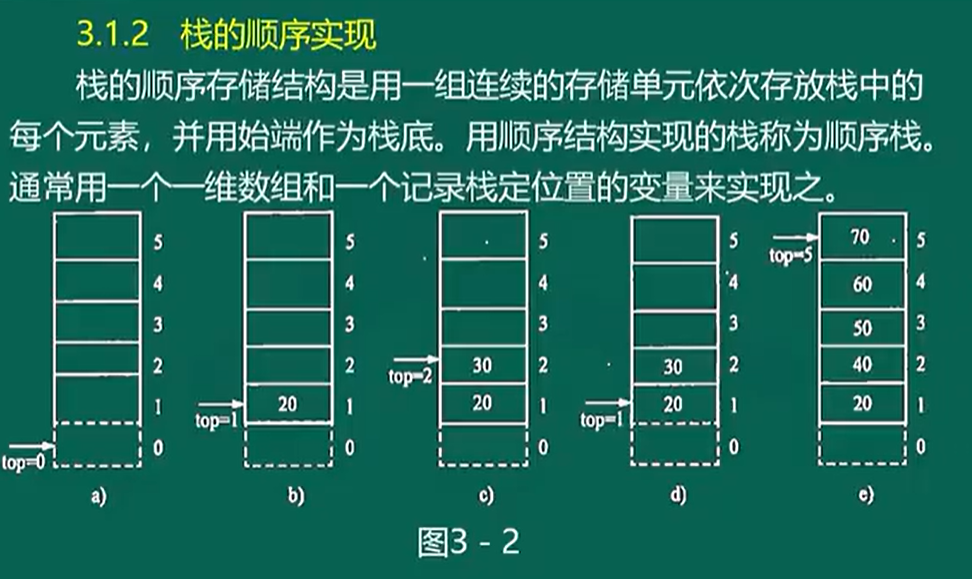 3.1.2 栈的顺序实现
栈的顺序存储结构是用一组连续的存储单元依次存放栈中的
每个元素，并用始端作为栈底。用顺序结构实现的栈称为顺序栈。
通常用一个一维数组和一个记录栈定位置的变量来实现之。
5 5 5 5 top=5 70 5
4 4 4 4 60 4
3 3 3 3 50 3
2 2 top=2 30 2 30 2 40 2
1 top=1 20 1 20 1 top=1 20 1 20 1
top=0 0 0 0 0 0
a) b) c) d) e)
图3-2